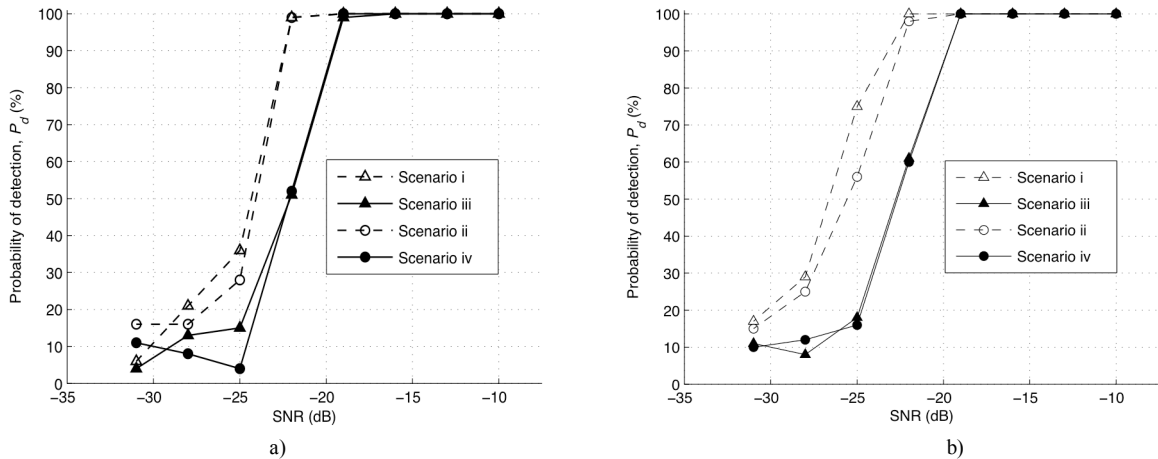 100
90
80
70
60
50
40
30
20
10
0
Probability of detection, P_d (%)
Scenario i
Scenario iii
Scenario ii
Scenario iv
−35
−30
−25
−20
−15
−10
SNR (dB)
a)
100
90
80
70
60
50
40
30
20
10
0
Probability of detection, P_d (%)
Scenario i
Scenario iii
Scenario ii
Scenario iv
−35
−30
−25
−20
−15
−10
SNR (dB)
b)